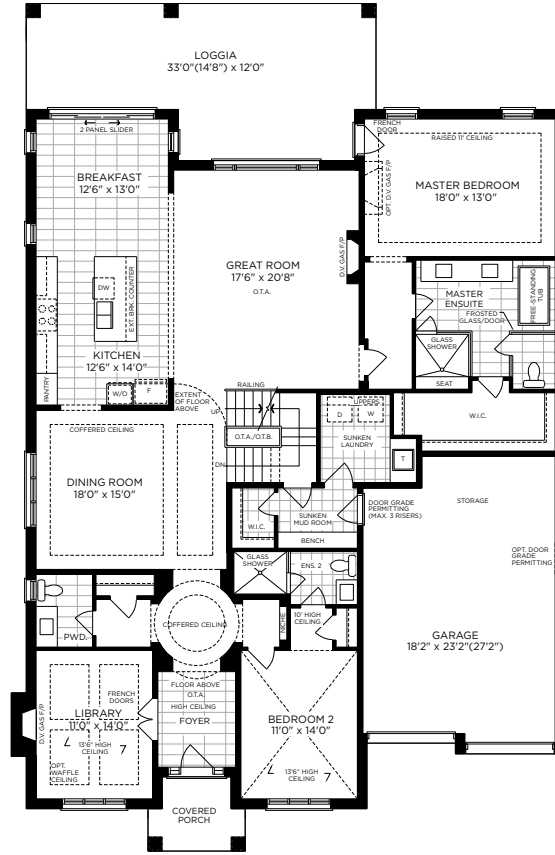 LOGGIA
33'0"(14'8") x 12'0"
2 PANEL SLIDER
FRENCH
DOOR
RAISED 11' CEILING
BREAKFAST
12'6" x 13'0"
OPT. D.V. GAS F/P
MASTER BEDROOM
18'0" x 13'0"
GREAT ROOM
17'6" x 20'8"
O.T.A.
D.V. GAS F/P
DW
EXT. BRK. COUNTER
MASTER
ENSUITE
FREE-STANDING
TUB
FROSTED
GLASS/DOOR
GLASS
SHOWER
SEAT
KITCHEN
12'6" x 14'0"
PANTRY
W/O
F
EXTENT
OF FLOOR
ABOVE
RAILING
UP
O.T.A./O.T.B.
DN
UPPERS
D
W
SUNKEN
LAUNDRY
T
W.I.C.
COFFERED CEILING
DINING ROOM
18'0" x 15'0"
W.I.C.
SUNKEN
MUD ROOM
BENCH
DOOR GRADE
PERMITTING
(MAX. 3 RISERS)
STORAGE
OPT. DOOR
GRADE
PERMITTING
GLASS
SHOWER
ENS. 2
PWD.
COFFERED CEILING
NICHE
10' HIGH
CEILING
GARAGE
18'2" x 23'2"(27'2")
FLOOR ABOVE
O.T.A.
HIGH CEILING
FOYER
FRENCH
DOORS
LIBRARY
11'0" x 14'0"
D.V. GAS F/P
13'6" HIGH
CEILING
OPT.
WAFFLE
CEILING
BEDROOM 2
11'0" x 14'0"
13'6" HIGH
CEILING
COVERED
PORCH